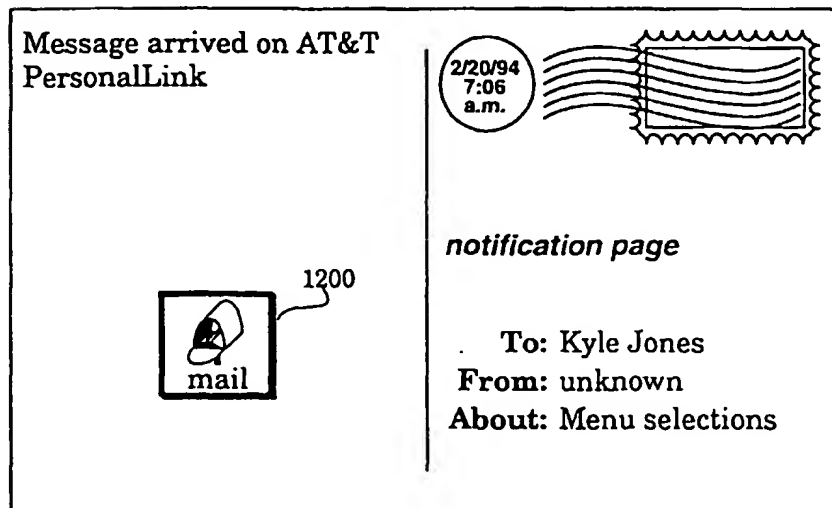 Message arrived on AT&T
PersonalLink
1200
mail
2/20/94
7:06
a.m.
notification page
To: Kyle Jones
From: unknown
About: Menu selections